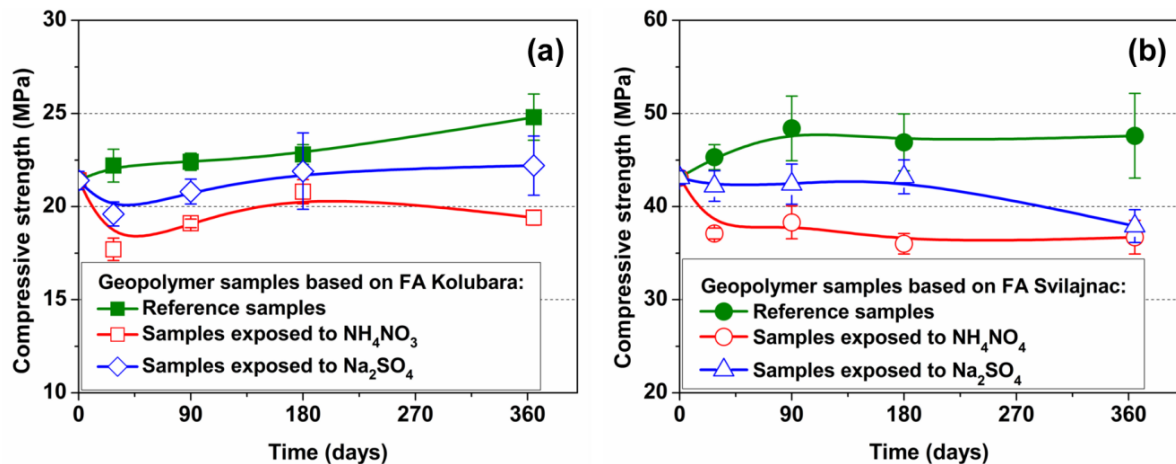 (a)
Compressive strength (MPa)
30
25
20
15
10
Geopolymer samples based on FA Kolubara:
Reference samples
Samples exposed to NH₄NO₃
Samples exposed to Na₂SO₄
0 90 180 270 360
Time (days)
(b)
Compressive strength (MPa)
60
50
40
30
20
Geopolymer samples based on FA Svilajnac:
Reference samples
Samples exposed to NH₄NO₄
Samples exposed to Na₂SO₄
0 90 180 270 360
Time (days)